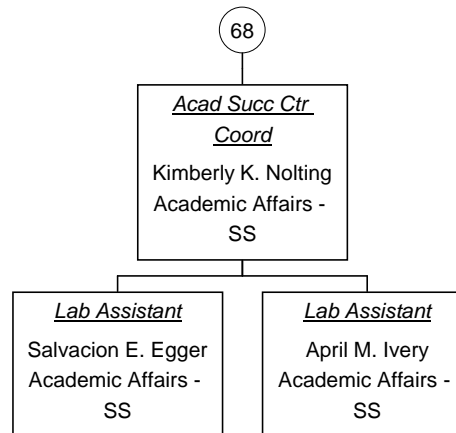 68
Acad Succ Ctr
Coord
Kimberly K. Nolting
Academic Affairs -
SS
Lab Assistant
Salvacion E. Egger
Academic Affairs -
SS
Lab Assistant
April M. Ivery
Academic Affairs -
SS